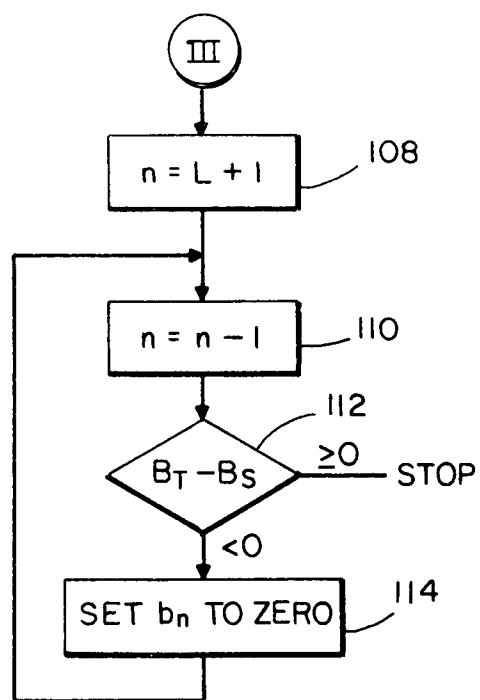 III
n = L + 1
108
n = n - 1
110
112
B_T - B_S
≥0
STOP
<0
SET b_n TO ZERO
114